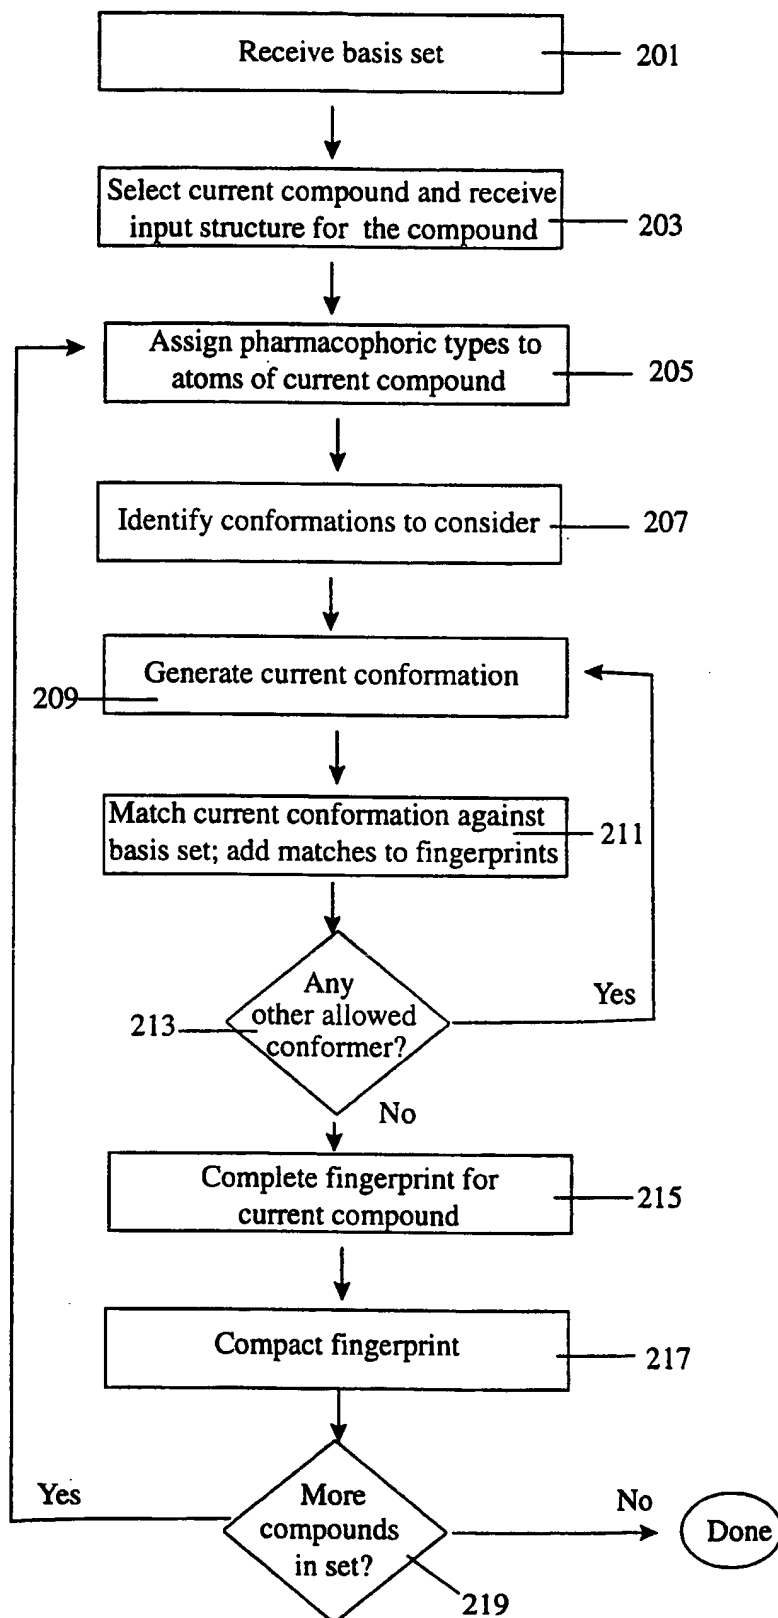 Receive basis set
201
Select current compound and receive
input structure for the compound
203
Assign pharmacophoric types to
atoms of current compound
205
Identify conformations to consider
207
Generate current conformation
209
Match current conformation against
basis set; add matches to fingerprints
211
Any
other allowed
conformer?
213
Yes
No
Complete fingerprint for
current compound
215
Compact fingerprint
217
Yes
More
compounds
in set?
No
Done
219